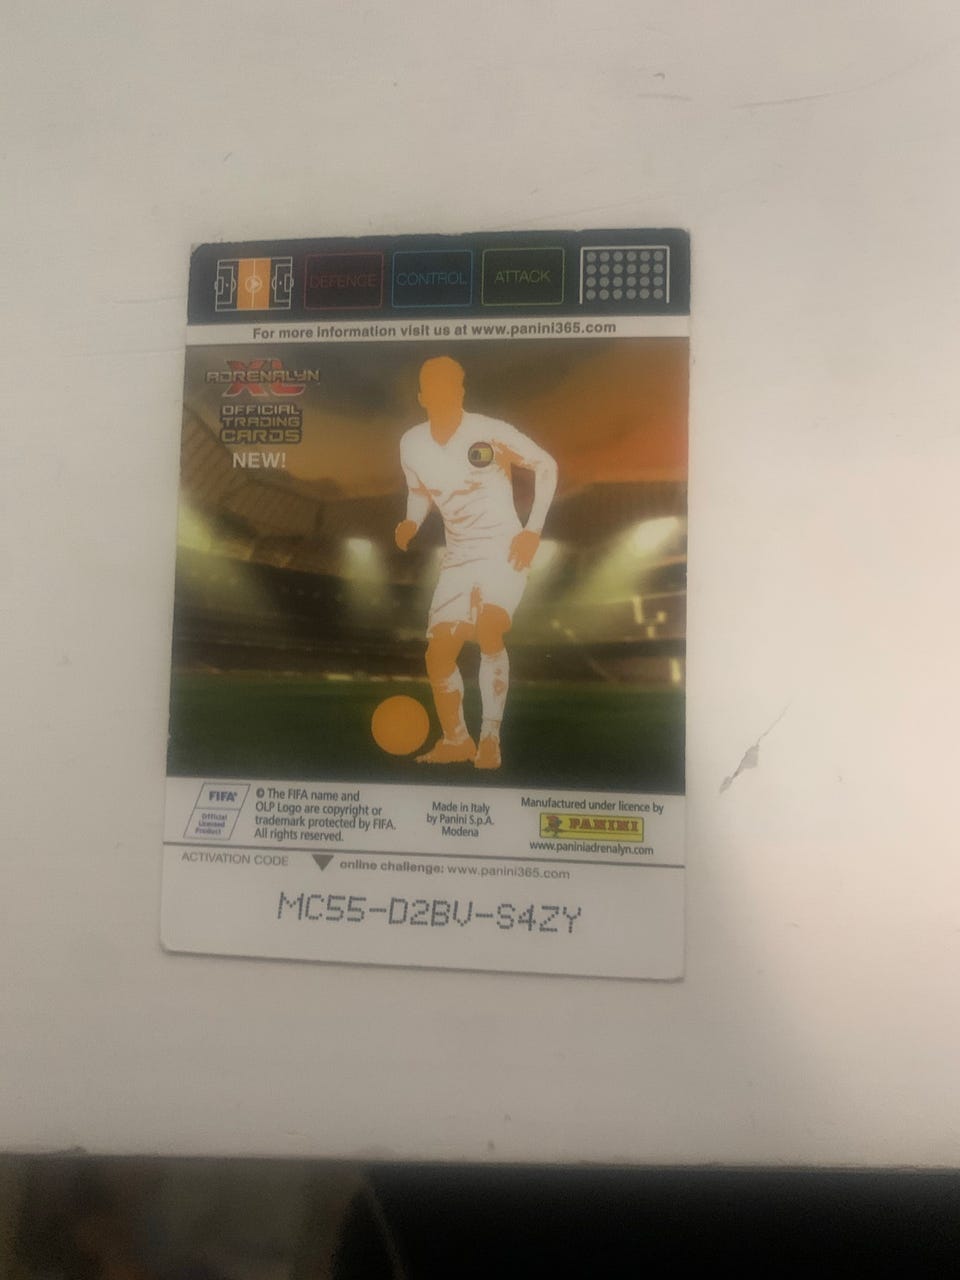 DEFENCE CONTROL ATTACK
For more information visit us at www.panini365.com
ADRENALYN
XL
OFFICIAL
TRADING
CARDS
NEW!
FIFA®
Official
Licensed
Product
© The FIFA name and
OLP Logo are copyright or
trademark protected by FIFA.
All rights reserved.
Made in Italy
by Panini S.p.A.
Modena
Manufactured under licence by
PANINI
www.paniniadrenalyn.com
ACTIVATION CODE online challenge: www.panini365.com
MC55-D2BV-S4ZY